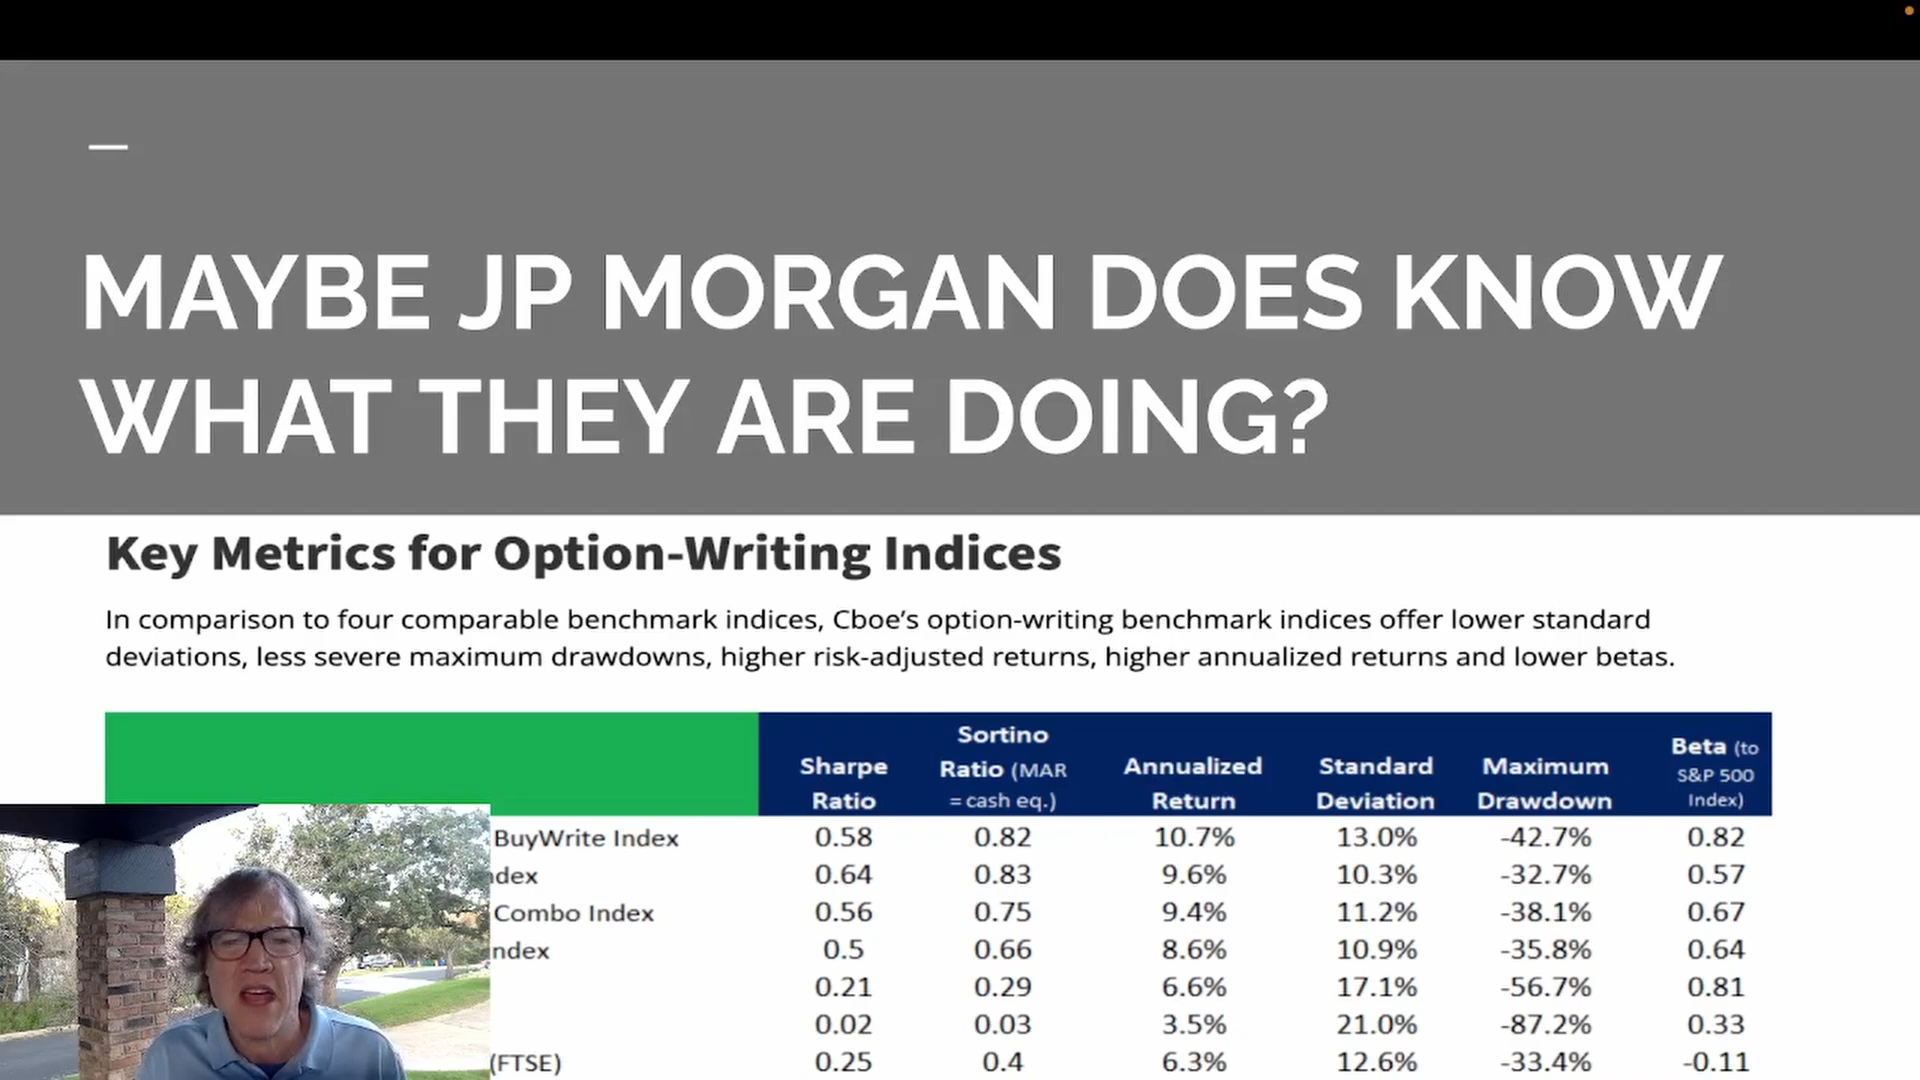 MAYBE JP MORGAN DOES KNOW
WHAT THEY ARE DOING?
Key Metrics for Option-Writing Indices
In comparison to four comparable benchmark indices, Cboe’s option-writing benchmark indices offer lower standard
deviations, less severe maximum drawdowns, higher risk-adjusted returns, higher annualized returns and lower betas.
Sharpe Ratio Sortino Ratio (MAR = cash eq.) Annualized Return Standard Deviation Maximum Drawdown Beta (to S&P 500 Index)
BuyWrite Index 0.58 0.82 10.7% 13.0% -42.7% 0.82
0.64 0.83 9.6% 10.3% -32.7% 0.57
Combo Index 0.56 0.75 9.4% 11.2% -38.1% 0.67
0.5 0.66 8.6% 10.9% -35.8% 0.64
0.21 0.29 6.6% 17.1% -56.7% 0.81
0.02 0.03 3.5% 21.0% -87.2% 0.33
(FTSE) 0.25 0.4 6.3% 12.6% -33.4% -0.11